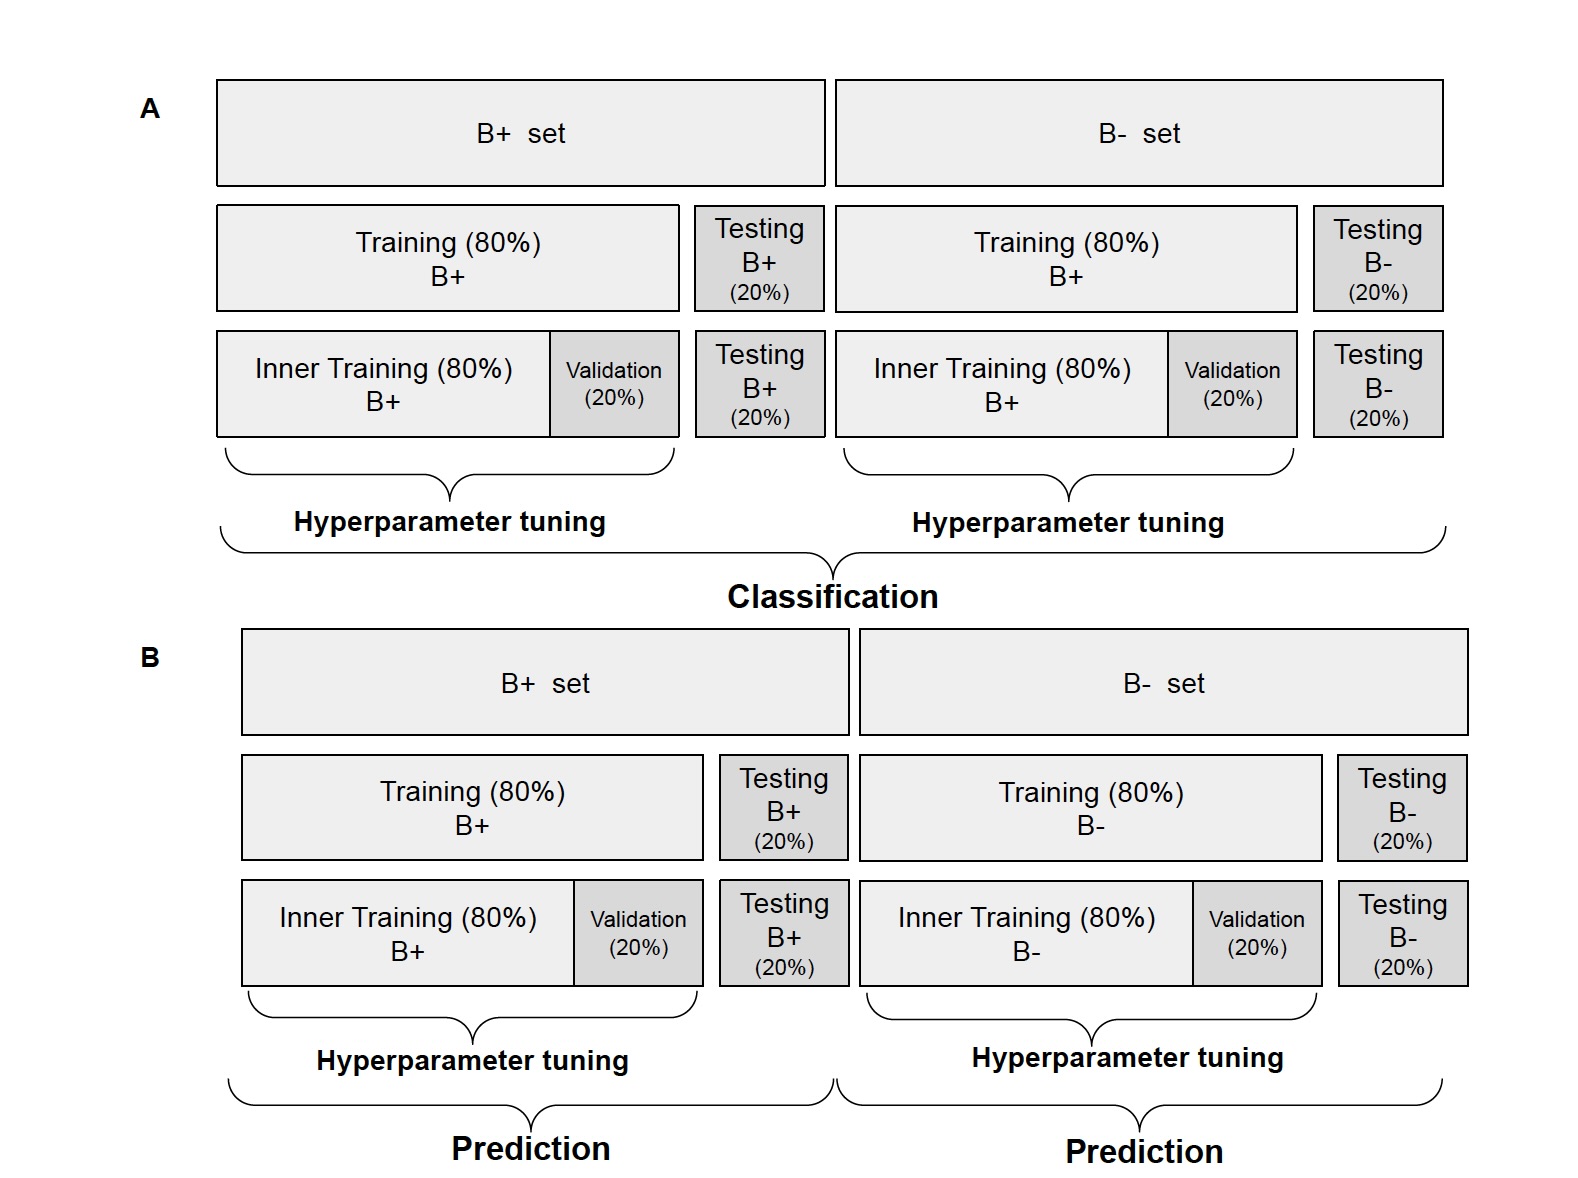 A
B+ set
B- set
Training (80%)
B+
Testing
B+
(20%)
Training (80%)
B+
Testing
B-
(20%)
Inner Training (80%)
B+
Validation
(20%)
Testing
B+
(20%)
Inner Training (80%)
B+
Validation
(20%)
Testing
B-
(20%)
Hyperparameter tuning
Hyperparameter tuning
Classification
B
B+ set
B- set
Training (80%)
B+
Testing
B+
(20%)
Training (80%)
B-
Testing
B-
(20%)
Inner Training (80%)
B+
Validation
(20%)
Testing
B+
(20%)
Inner Training (80%)
B-
Validation
(20%)
Testing
B-
(20%)
Hyperparameter tuning
Hyperparameter tuning
Prediction
Prediction